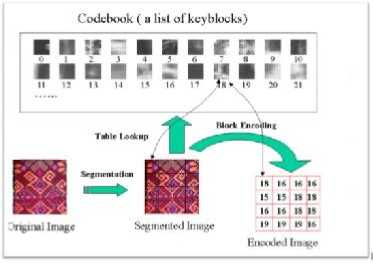 Codebook ( a list of keyblocks)
0 1 2 3 4 5 6 7 8 9 10
11 12 13 14 15 16 17 18 19 20 21
......
Table Lookup
Block Encoding
Segmentation
18 16 16 16
15 15 18 18
16 16 18 18
19 19 19 16
Original Image
Segmented Image
Encoded Image